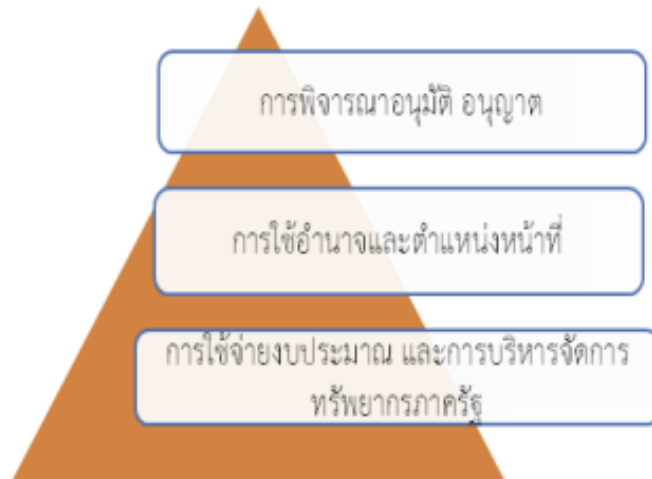 การพิจารณาอนุมัติ อนุญาต
การใช้อำนาจและตำแหน่งหน้าที่
การใช้จ่ายงบประมาณ และการบริหารจัดการ
ทรัพยากรภาครัฐ